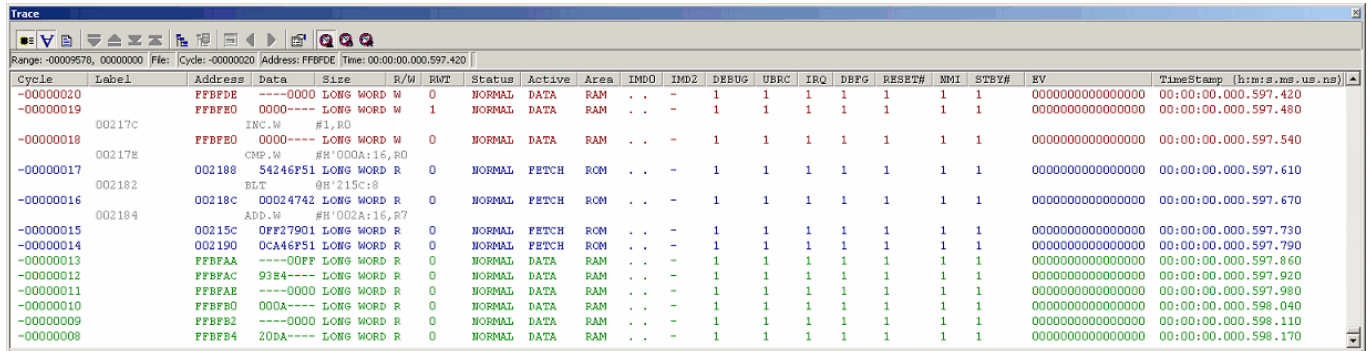 Trace
Range: -00009578, 00000000 File: Cycle: -00000020 Address: FFBFDE Time: 00:00:00.000.597.420
Cycle Label Address Data Size R/W RWT Status Active Area IMD0 IMD2 DEBUG UBRC IRQ DBFG RESET# NMI STBY# EV TimeStamp (h:m:s.ms.us.ns)
-00000020 FFBFDE ----0000 LONG WORD W 0 NORMAL DATA RAM . . - 1 1 1 1 1 1 1 0000000000000000 00:00:00.000.597.420
-00000019 FFBFE0 0000---- LONG WORD W 1 NORMAL DATA RAM . . - 1 1 1 1 1 1 1 0000000000000000 00:00:00.000.597.480
00217C INC.W #1,R0
-00000018 FFBFE0 0000---- LONG WORD W 0 NORMAL DATA RAM . . - 1 1 1 1 1 1 1 0000000000000000 00:00:00.000.597.540
00217E CMP.W #H'000A:16,R0
-00000017 002188 54246F51 LONG WORD R 0 NORMAL FETCH ROM . . - 1 1 1 1 1 1 1 0000000000000000 00:00:00.000.597.610
002182 BLT @H'215C:8
-00000016 00218C 00024742 LONG WORD R 0 NORMAL FETCH ROM . . - 1 1 1 1 1 1 1 0000000000000000 00:00:00.000.597.670
002184 ADD.W #H'002A:16,R7
-00000015 00215C 0FF27901 LONG WORD R 0 NORMAL FETCH ROM . . - 1 1 1 1 1 1 1 0000000000000000 00:00:00.000.597.730
-00000014 002190 0CA46F51 LONG WORD R 0 NORMAL FETCH ROM . . - 1 1 1 1 1 1 1 0000000000000000 00:00:00.000.597.790
-00000013 FFBFAA ----00FF LONG WORD R 0 NORMAL DATA RAM . . - 1 1 1 1 1 1 1 0000000000000000 00:00:00.000.597.860
-00000012 FFBFAC 93E4---- LONG WORD R 0 NORMAL DATA RAM . . - 1 1 1 1 1 1 1 0000000000000000 00:00:00.000.597.920
-00000011 FFBFAE ----0000 LONG WORD R 0 NORMAL DATA RAM . . - 1 1 1 1 1 1 1 0000000000000000 00:00:00.000.597.980
-00000010 FFBFB0 000A---- LONG WORD R 0 NORMAL DATA RAM . . - 1 1 1 1 1 1 1 0000000000000000 00:00:00.000.598.040
-00000009 FFBFB2 ----0000 LONG WORD R 0 NORMAL DATA RAM . . - 1 1 1 1 1 1 1 0000000000000000 00:00:00.000.598.110
-00000008 FFBFB4 20DA---- LONG WORD R 0 NORMAL DATA RAM . . - 1 1 1 1 1 1 1 0000000000000000 00:00:00.000.598.170